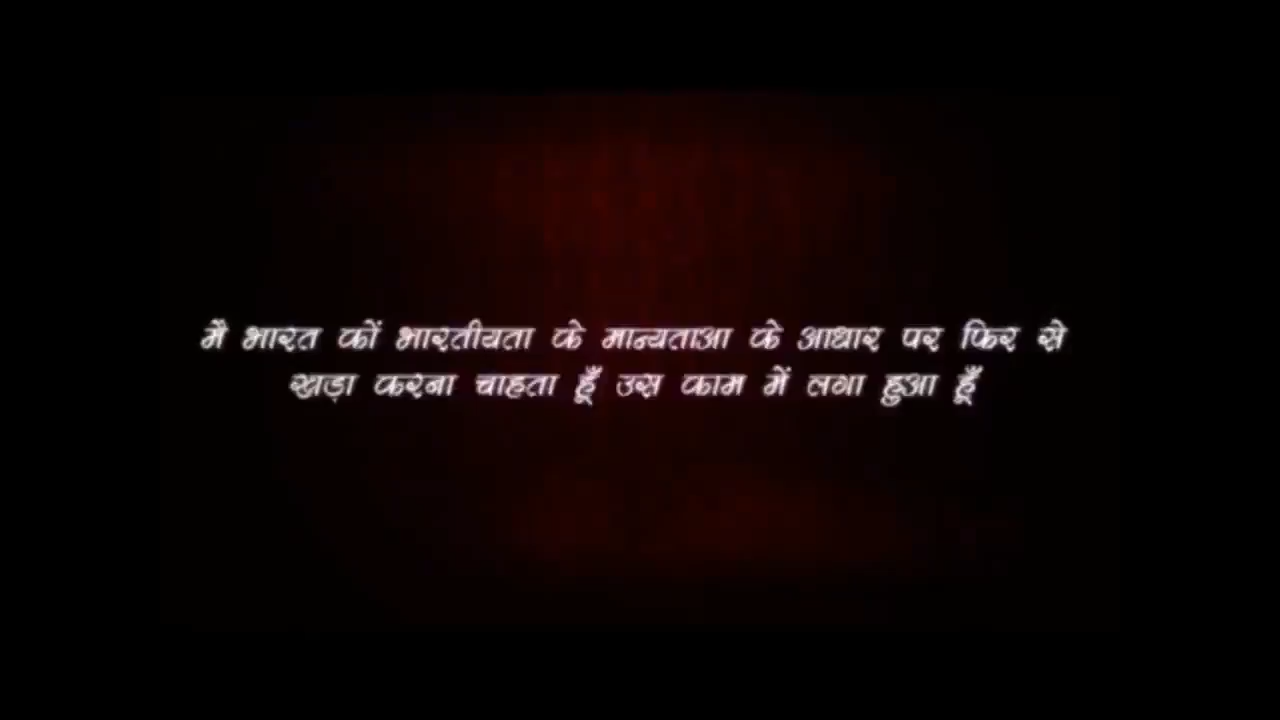 मै भारत कों भारतीयता के मान्यताआ के आधार पर फिर से
खड़ा करना चाहता हूँ उस काम में लगा हुआ हूँ